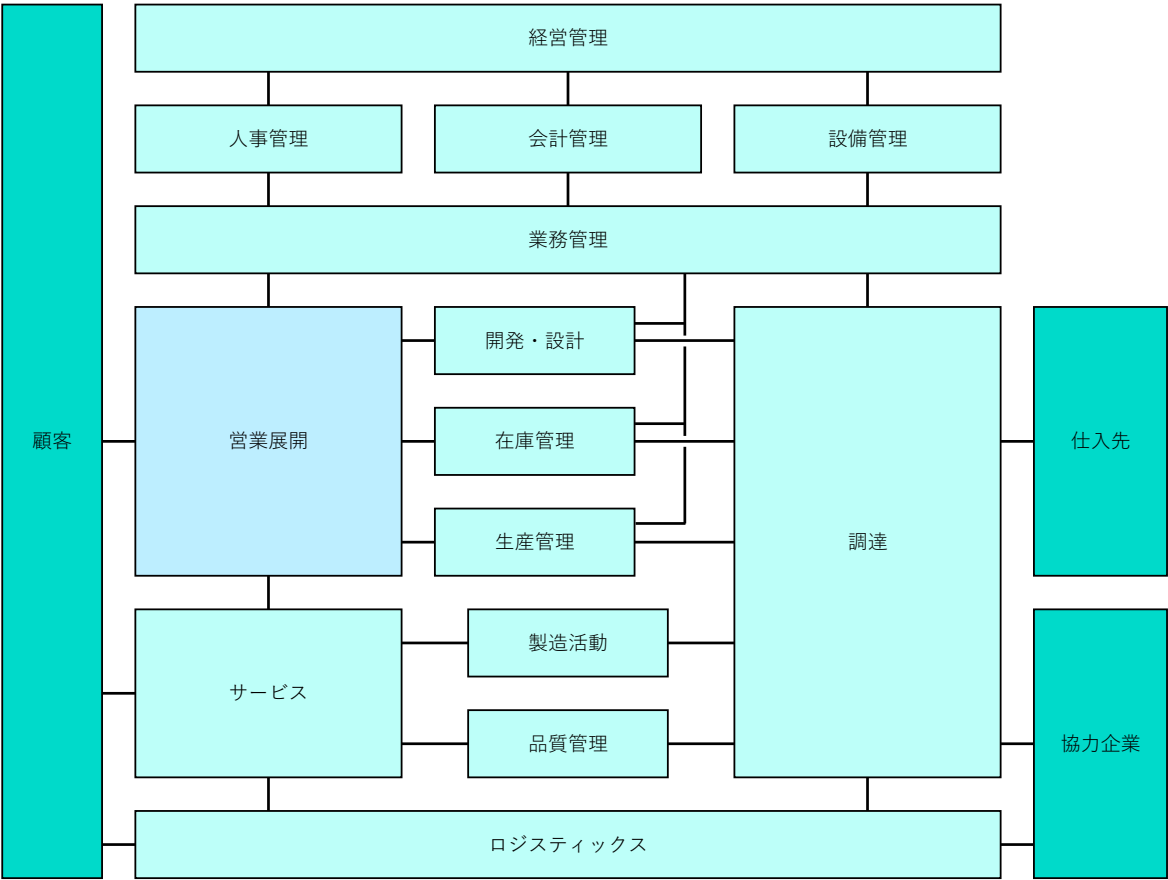 経営管理
人事管理
会計管理
設備管理
業務管理
顧客
営業展開
開発・設計
在庫管理
生産管理
調達
仕入先
サービス
製造活動
品質管理
協力企業
ロジスティックス